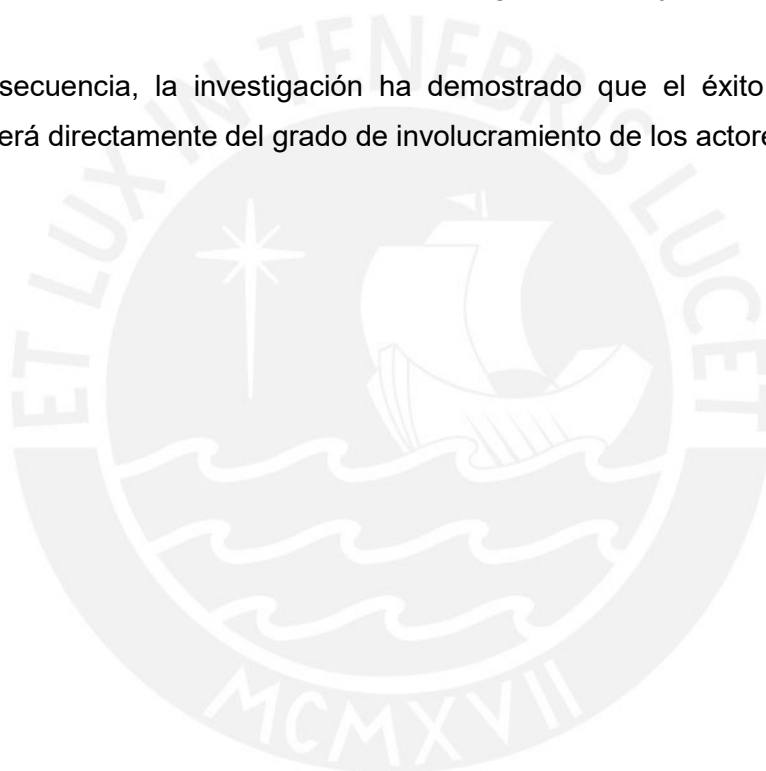 secuencia, la investigación ha demostrado que el éxito
erá directamente del grado de involucramiento de los actore
ET LUX IN TENEBRIS LUCET
MCMXVII